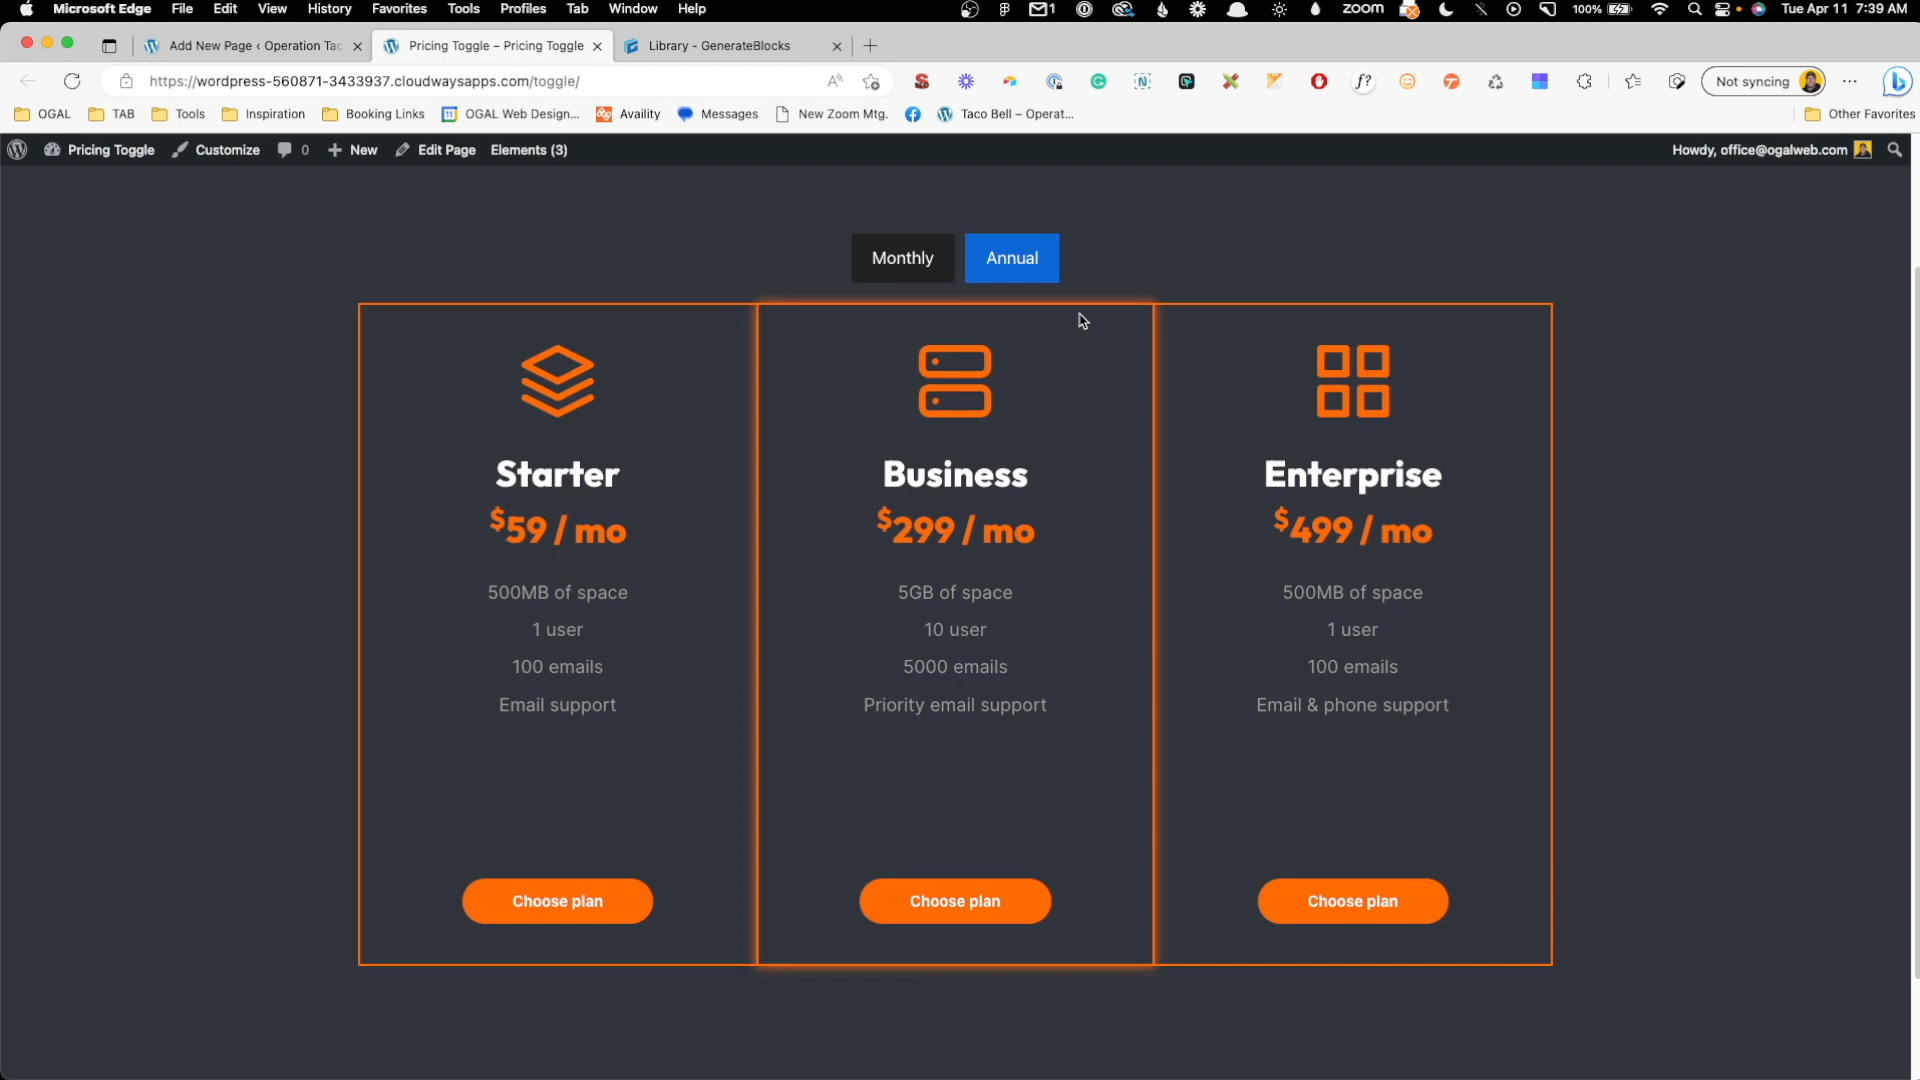 Microsoft Edge File Edit View History Favorites Tools Profiles Tab Window Help 1 zoom 100% Tue Apr 11 7:39 AM
Add New Page ‹ Operation Tac Pricing Toggle – Pricing Toggle Library - GenerateBlocks
https://wordpress-560871-3433937.cloudwaysapps.com/toggle/ Not syncing
OGAL TAB Tools Inspiration Booking Links OGAL Web Design... Availity Messages New Zoom Mtg. Taco Bell – Operat... Other Favorites
Pricing Toggle Customize 0 New Edit Page Elements (3) Howdy, office@ogalweb.com
Monthly Annual
Starter Business Enterprise
$59 / mo $299 / mo $499 / mo
500MB of space 5GB of space 500MB of space
1 user 10 user 1 user
100 emails 5000 emails 100 emails
Email support Priority email support Email & phone support
Choose plan Choose plan Choose plan